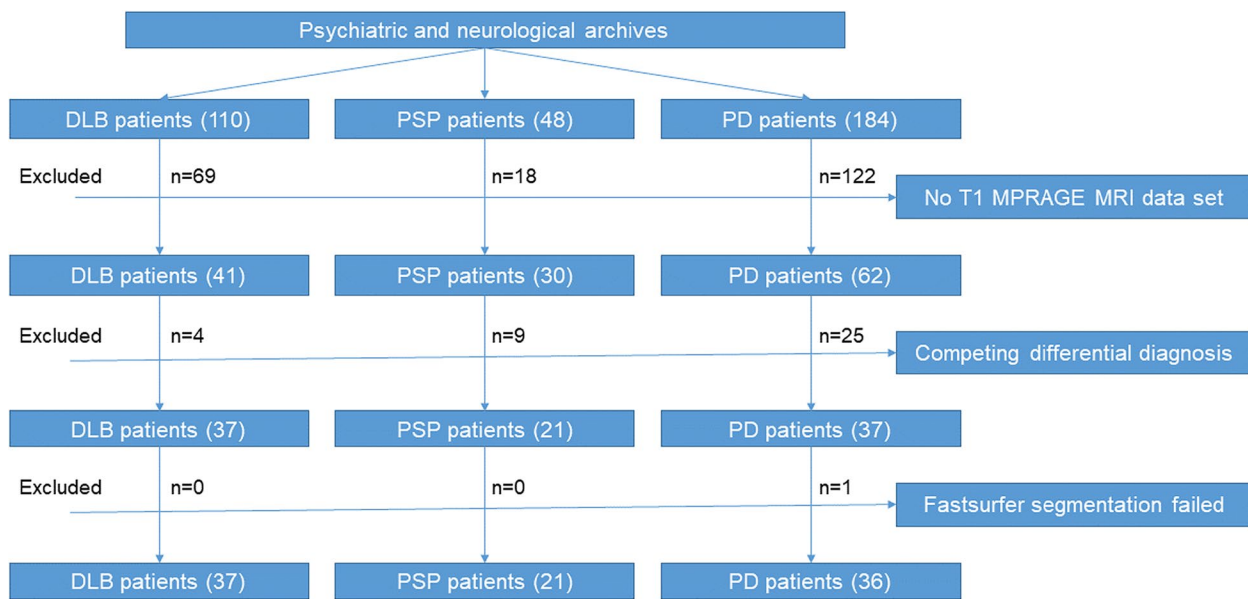 Psychiatric and neurological archives
DLB patients (110)
PSP patients (48)
PD patients (184)
Excluded
n=69
n=18
n=122
No T1 MPRAGE MRI data set
DLB patients (41)
PSP patients (30)
PD patients (62)
Excluded
n=4
n=9
n=25
Competing differential diagnosis
DLB patients (37)
PSP patients (21)
PD patients (37)
Excluded
n=0
n=0
n=1
Fastsurfer segmentation failed
DLB patients (37)
PSP patients (21)
PD patients (36)